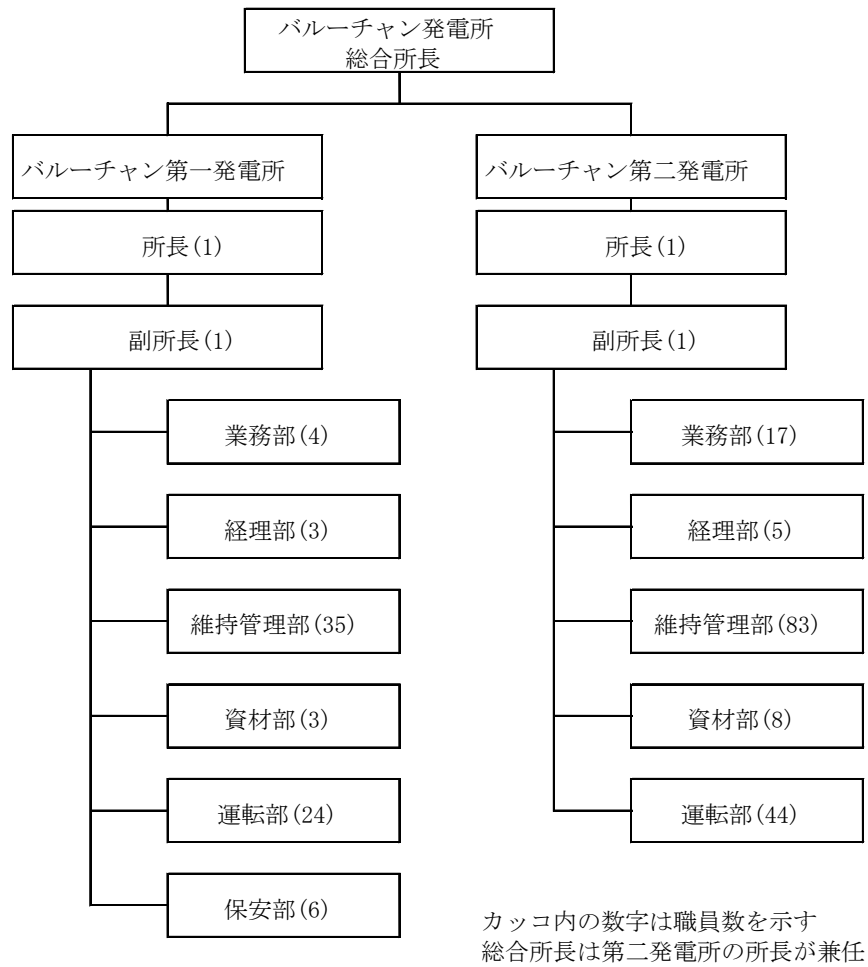 バルーチャン発電所
総合所長
バルーチャン第一発電所
所長(1)
副所長(1)
業務部(4)
経理部(3)
維持管理部(35)
資材部(3)
運転部(24)
保安部(6)
バルーチャン第二発電所
所長(1)
副所長(1)
業務部(17)
経理部(5)
維持管理部(83)
資材部(8)
運転部(44)
カッコ内の数字は職員数を示す
総合所長は第二発電所の所長が兼任